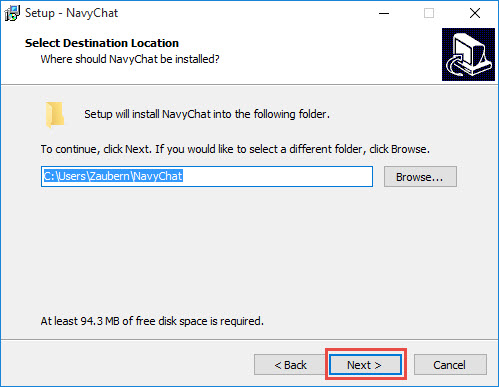 Setup - NavyChat
Select Destination Location
Where should NavyChat be installed?
Setup will install NavyChat into the following folder.
To continue, click Next. If you would like to select a different folder, click Browse.
C:\Users\Zaubern\NavyChat
Browse...
At least 94.3 MB of free disk space is required.
< Back
Next >
Cancel